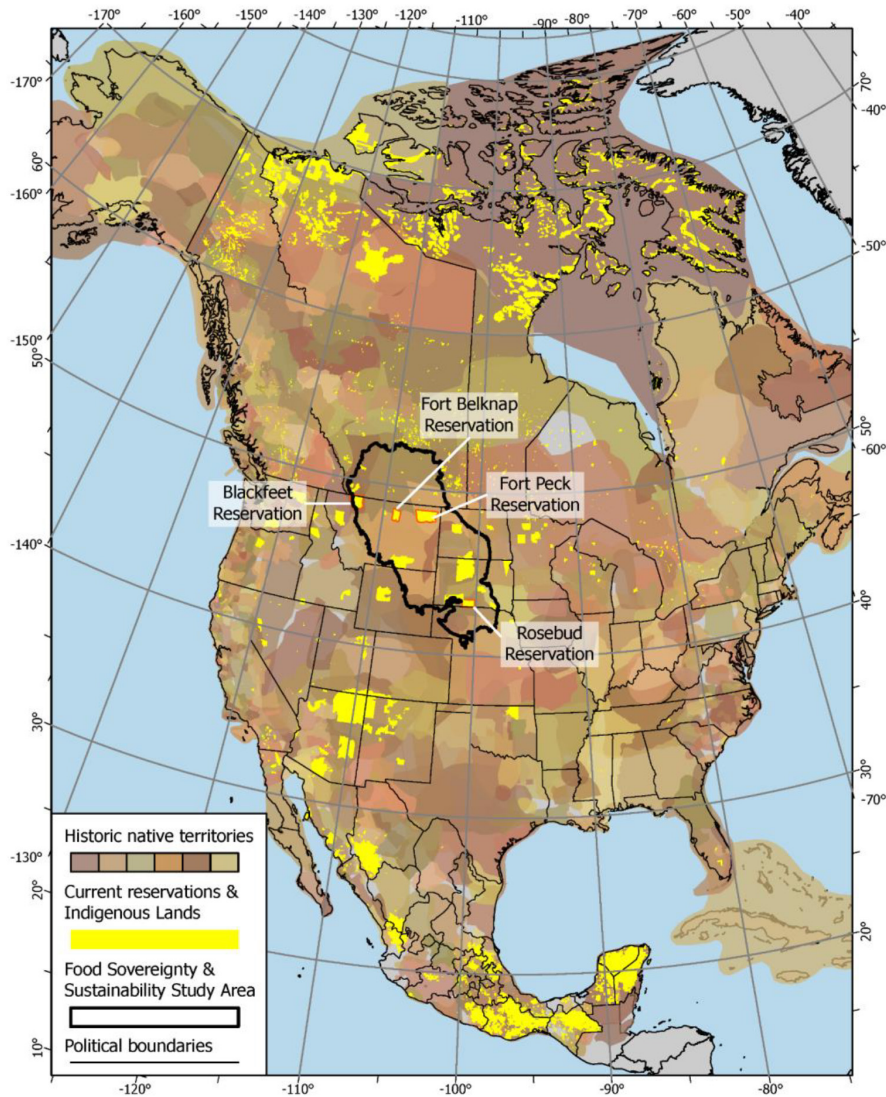 -170° -160° -150° -140° -130° -120° -110° -90° -80° -70° -60° -50° -40°
-170°
60°
-160°
-150°
50°
-140°
30°
-130°
20°
10°
70°
-40°
-50°
50°
-60°
40°
30°
-70°
20°
Fort Belknap
Reservation
Blackfeet
Reservation
Fort Peck
Reservation
Rosebud
Reservation
Historic native territories
Current reservations &
Indigenous Lands
Food Sovereignty &
Sustainability Study Area
Political boundaries
-120° -110° -100° -90° -80°